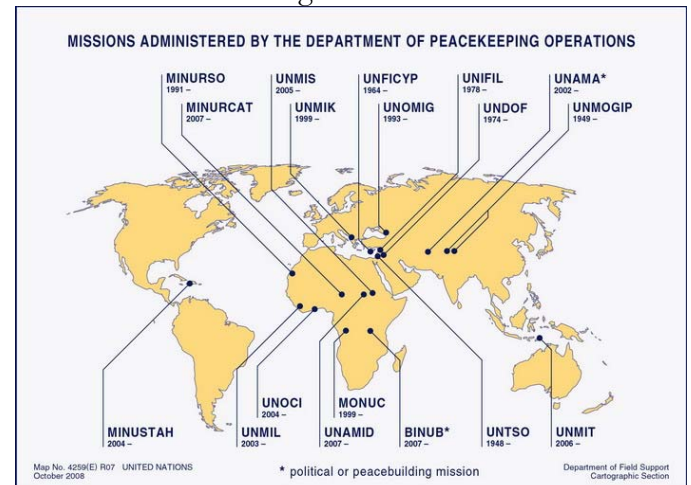 MISSIONS ADMINISTERED BY THE DEPARTMENT OF PEACEKEEPING OPERATIONS
MINURSO
1991 –
UNMIS
2005 –
UNFICYP
1964 –
UNIFIL
1978 –
UNAMA*
2002 –
MINURCAT
2007 –
UNMIK
1999 –
UNOMIG
1993 –
UNDOF
1974 –
UNMOGIP
1949 –
UNOCI
2004 –
MONUC
1999 –
MINUSTAH
2004 –
UNMIL
2003 –
UNAMID
2007 –
BINUB*
2007 –
UNTSO
1948 –
UNMIT
2006 –
Map No. 4259(E) R07 UNITED NATIONS
October 2008
* political or peacebuilding mission
Department of Field Support
Cartographic Section